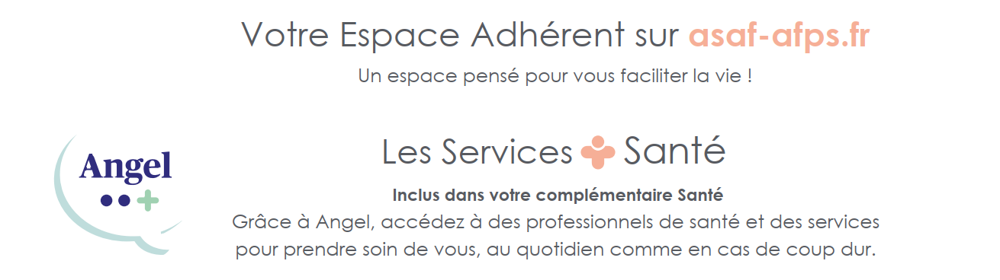 Votre Espace Adhérent sur asaf-afps.fr
Un espace pensé pour vous faciliter la vie !
Angel
Les Services Santé
Inclus dans votre complémentaire Santé
Grâce à Angel, accédez à des professionnels de santé et des services
pour prendre soin de vous, au quotidien comme en cas de coup dur.